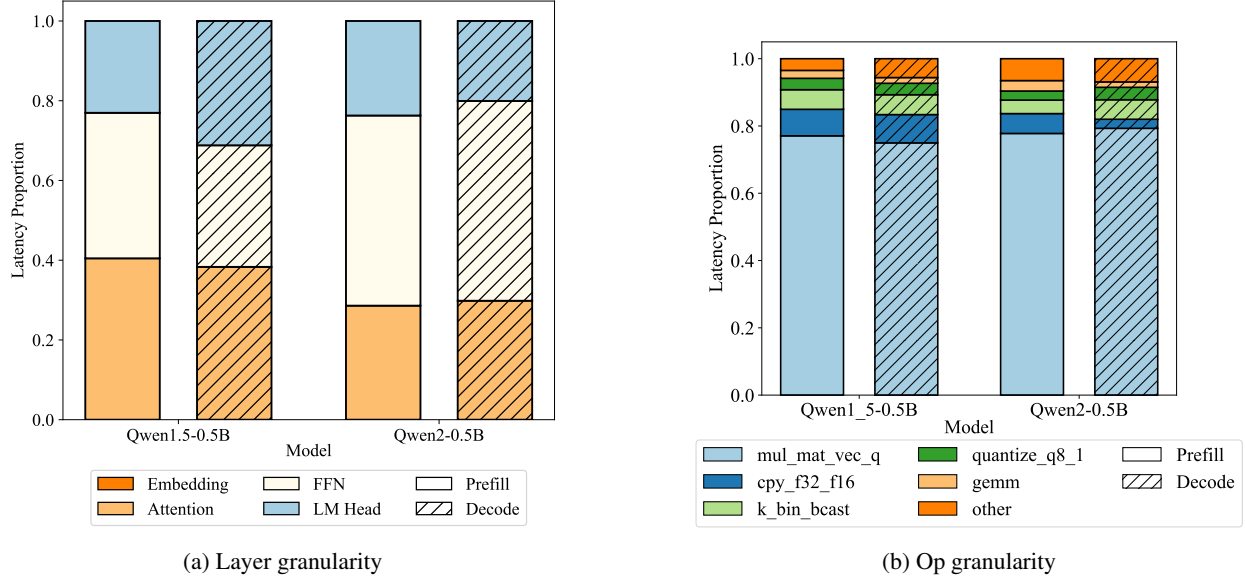 1.0
0.8
0.6
0.4
0.2
0.0
Latency Proportion
Qwen1.5-0.5B
Qwen2-0.5B
Model
Embedding
FFN
Prefill
Attention
LM Head
Decode
(a) Layer granularity
1.0
0.8
0.6
0.4
0.2
0.0
Latency Proportion
Qwen1_5-0.5B
Qwen2-0.5B
Model
mul_mat_vec_q
quantize_q8_1
Prefill
cpy_f32_f16
gemm
Decode
k_bin_bcast
other
(b) Op granularity